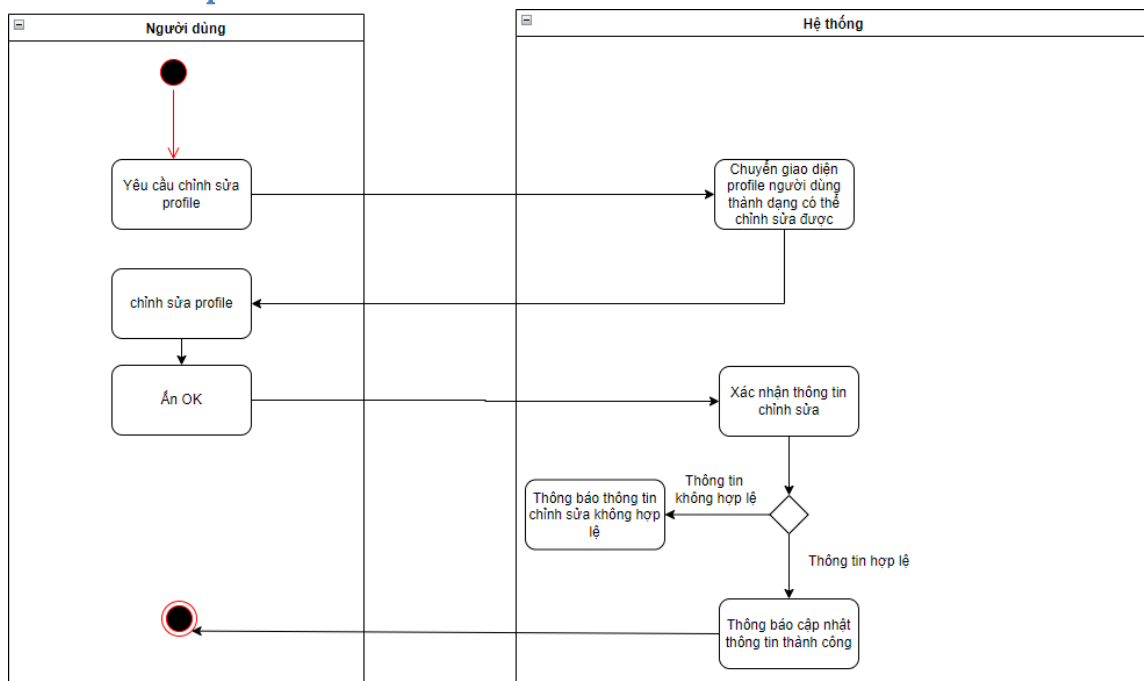 Người dùng
Hệ thống
Yêu cầu chỉnh sửa
profile
Chuyển giao diện
profile người dùng
thành dạng có thể
chỉnh sửa được
chỉnh sửa profile
Ấn OK
Xác nhận thông tin
chỉnh sửa
Thông tin
không hợp lệ
Thông báo thông tin
chỉnh sửa không hợp
lệ
Thông tin hợp lệ
Thông báo cập nhật
thông tin thành công